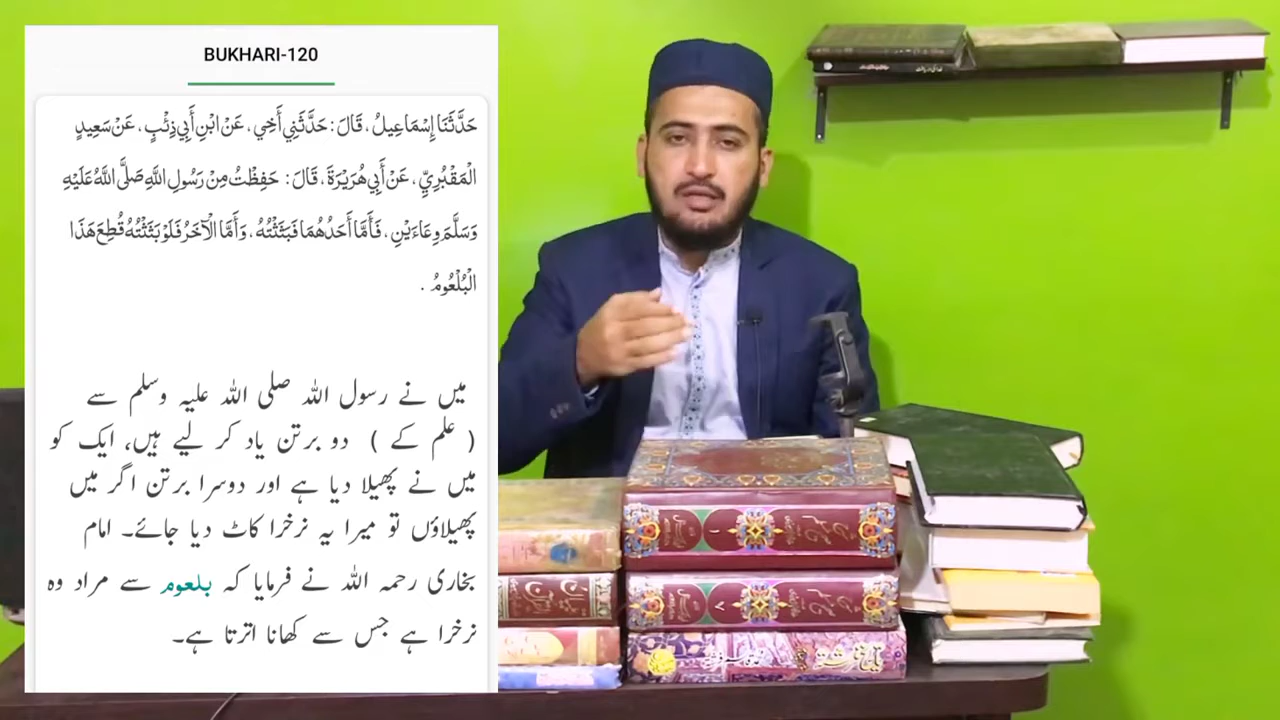 BUKHARI-120
حَدَّثَنَا إِسْمَاعِيلُ، قَالَ: حَدَّثَنِي أَخِي، عَنْ ابْنِ أَبِي ذِئْبٍ، عَنْ سَعِيدٍ
الْمَقْبُرِيِّ، عَنْ أَبِي هُرَيْرَةَ، قَالَ: حَفِظْتُ مِنْ رَسُولِ اللَّهِ صَلَّى اللَّهُ عَلَيْهِ
وَسَلَّمَ وِعَاءَيْنِ، فَأَمَّا أَحَدُهُمَا فَبَثَثْتُهُ، وَأَمَّا الْآخَرُ فَلَوْ بَثَثْتُهُ قُطِعَ هَذَا
الْبُلْعُومُ.
میں نے رسول اللہ صلی اللہ علیہ وسلم سے
( علم کے ) دو برتن یاد کر لیے ہیں، ایک کو
میں نے پھیلا دیا ہے اور دوسرا برتن اگر میں
پھیلاؤں تو میرا یہ نرخرا کاٹ دیا جائے۔ امام
بخاری رحمہ اللہ نے فرمایا کہ بلعوم سے مراد وہ
نرخرا ہے جس سے کھانا اترتا ہے۔